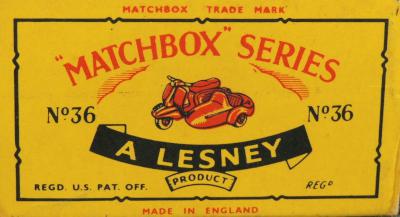 MATCHBOX TRADE MARK
"MATCHBOX" SERIES
Nº36 Nº36
A LESNEY
PRODUCT
REGD. U.S. PAT. OFF. REGD
MADE IN ENGLAND